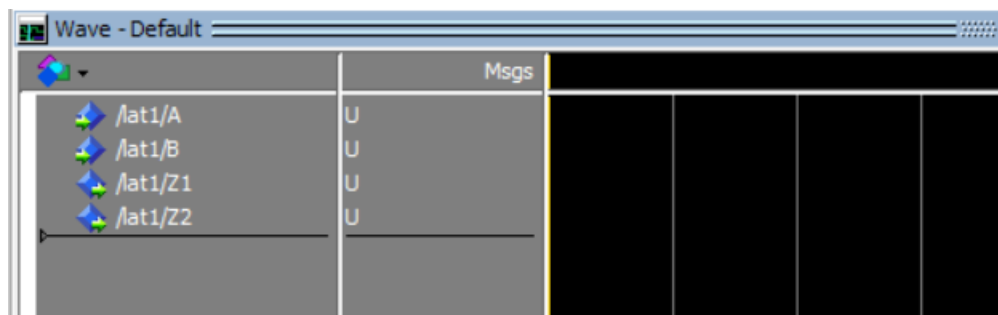 Wave - Default
Msgs
/lat1/A U
/lat1/B U
/lat1/Z1 U
/lat1/Z2 U